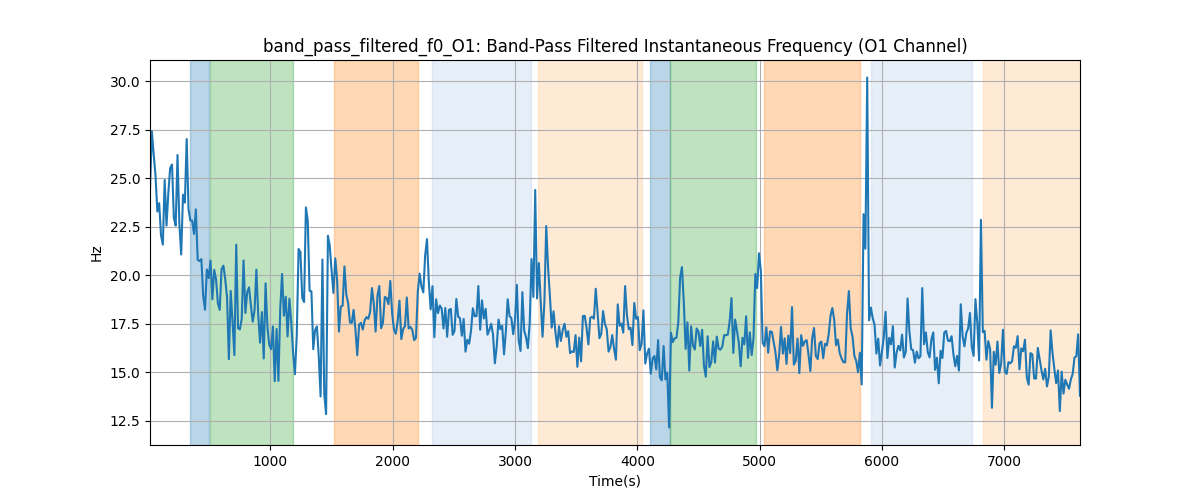 band_pass_filtered_f0_O1: Band-Pass Filtered Instantaneous Frequency (O1 Channel)
30.0
27.5
25.0
22.5
20.0
17.5
15.0
12.5
Hz
1000 2000 3000 4000 5000 6000 7000
Time(s)